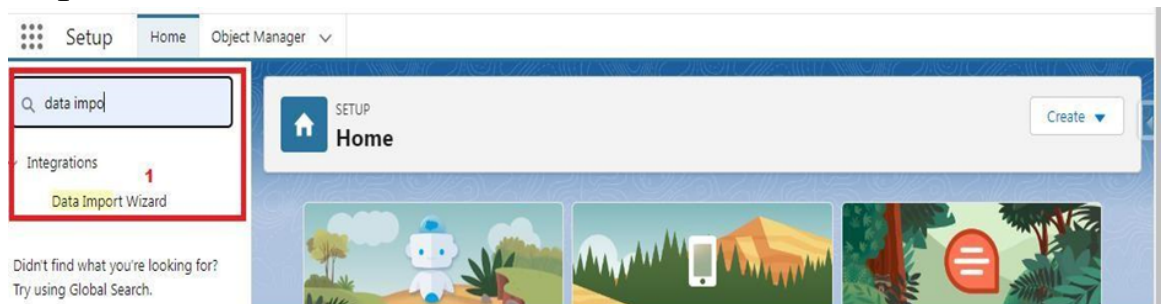 Setup Home Object Manager
data impo
Integrations
1
Data Import Wizard
Didn't find what you're looking for?
Try using Global Search.
SETUP
Home
Create